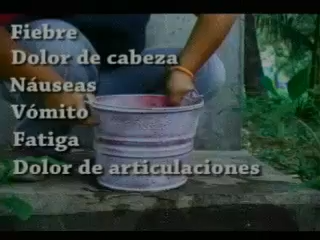 Fiebre
Dolor de cabeza
Náuseas
Vómito
Fatiga
Dolor de articulaciones